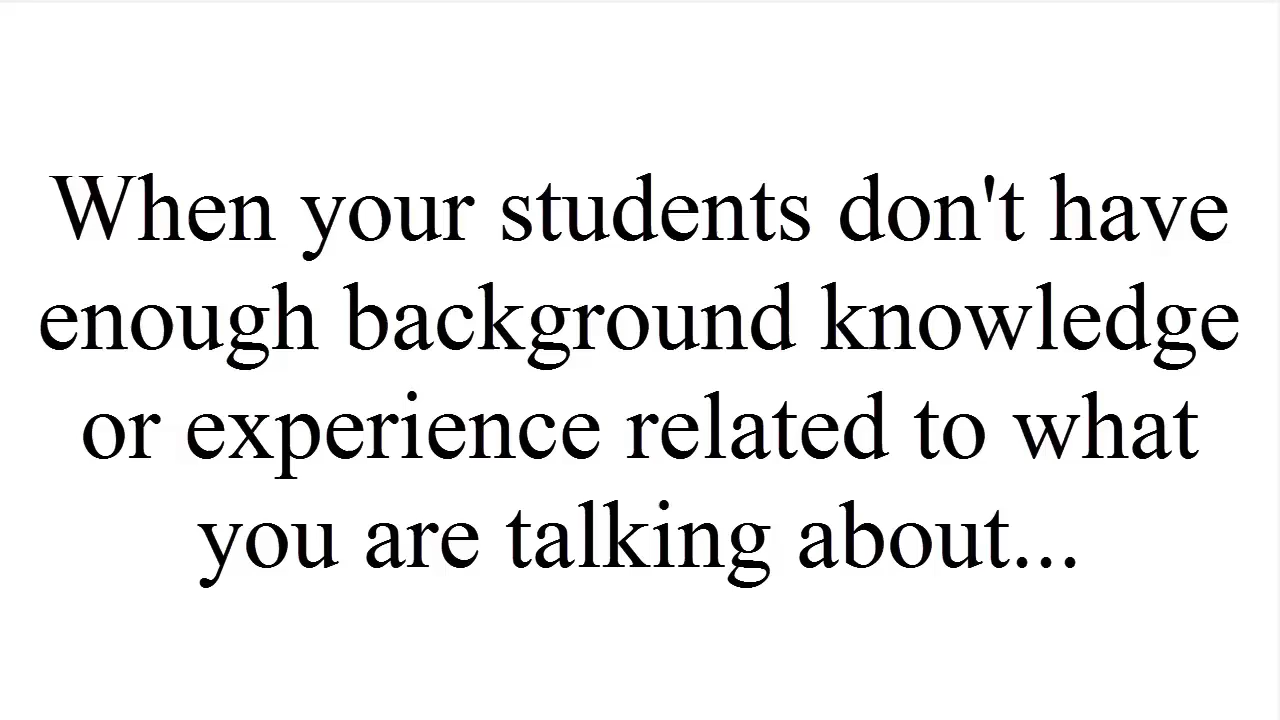 When your students don't have
enough background knowledge
or experience related to what
you are talking about...